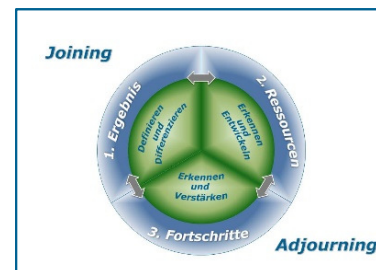 Joining
1. Ergebnis
Definieren
und
Differenzieren
2. Ressourcen
Erkennen
und
Entwickeln
Erkennen
und
Verstärken
3. Fortschritte
Adjourning